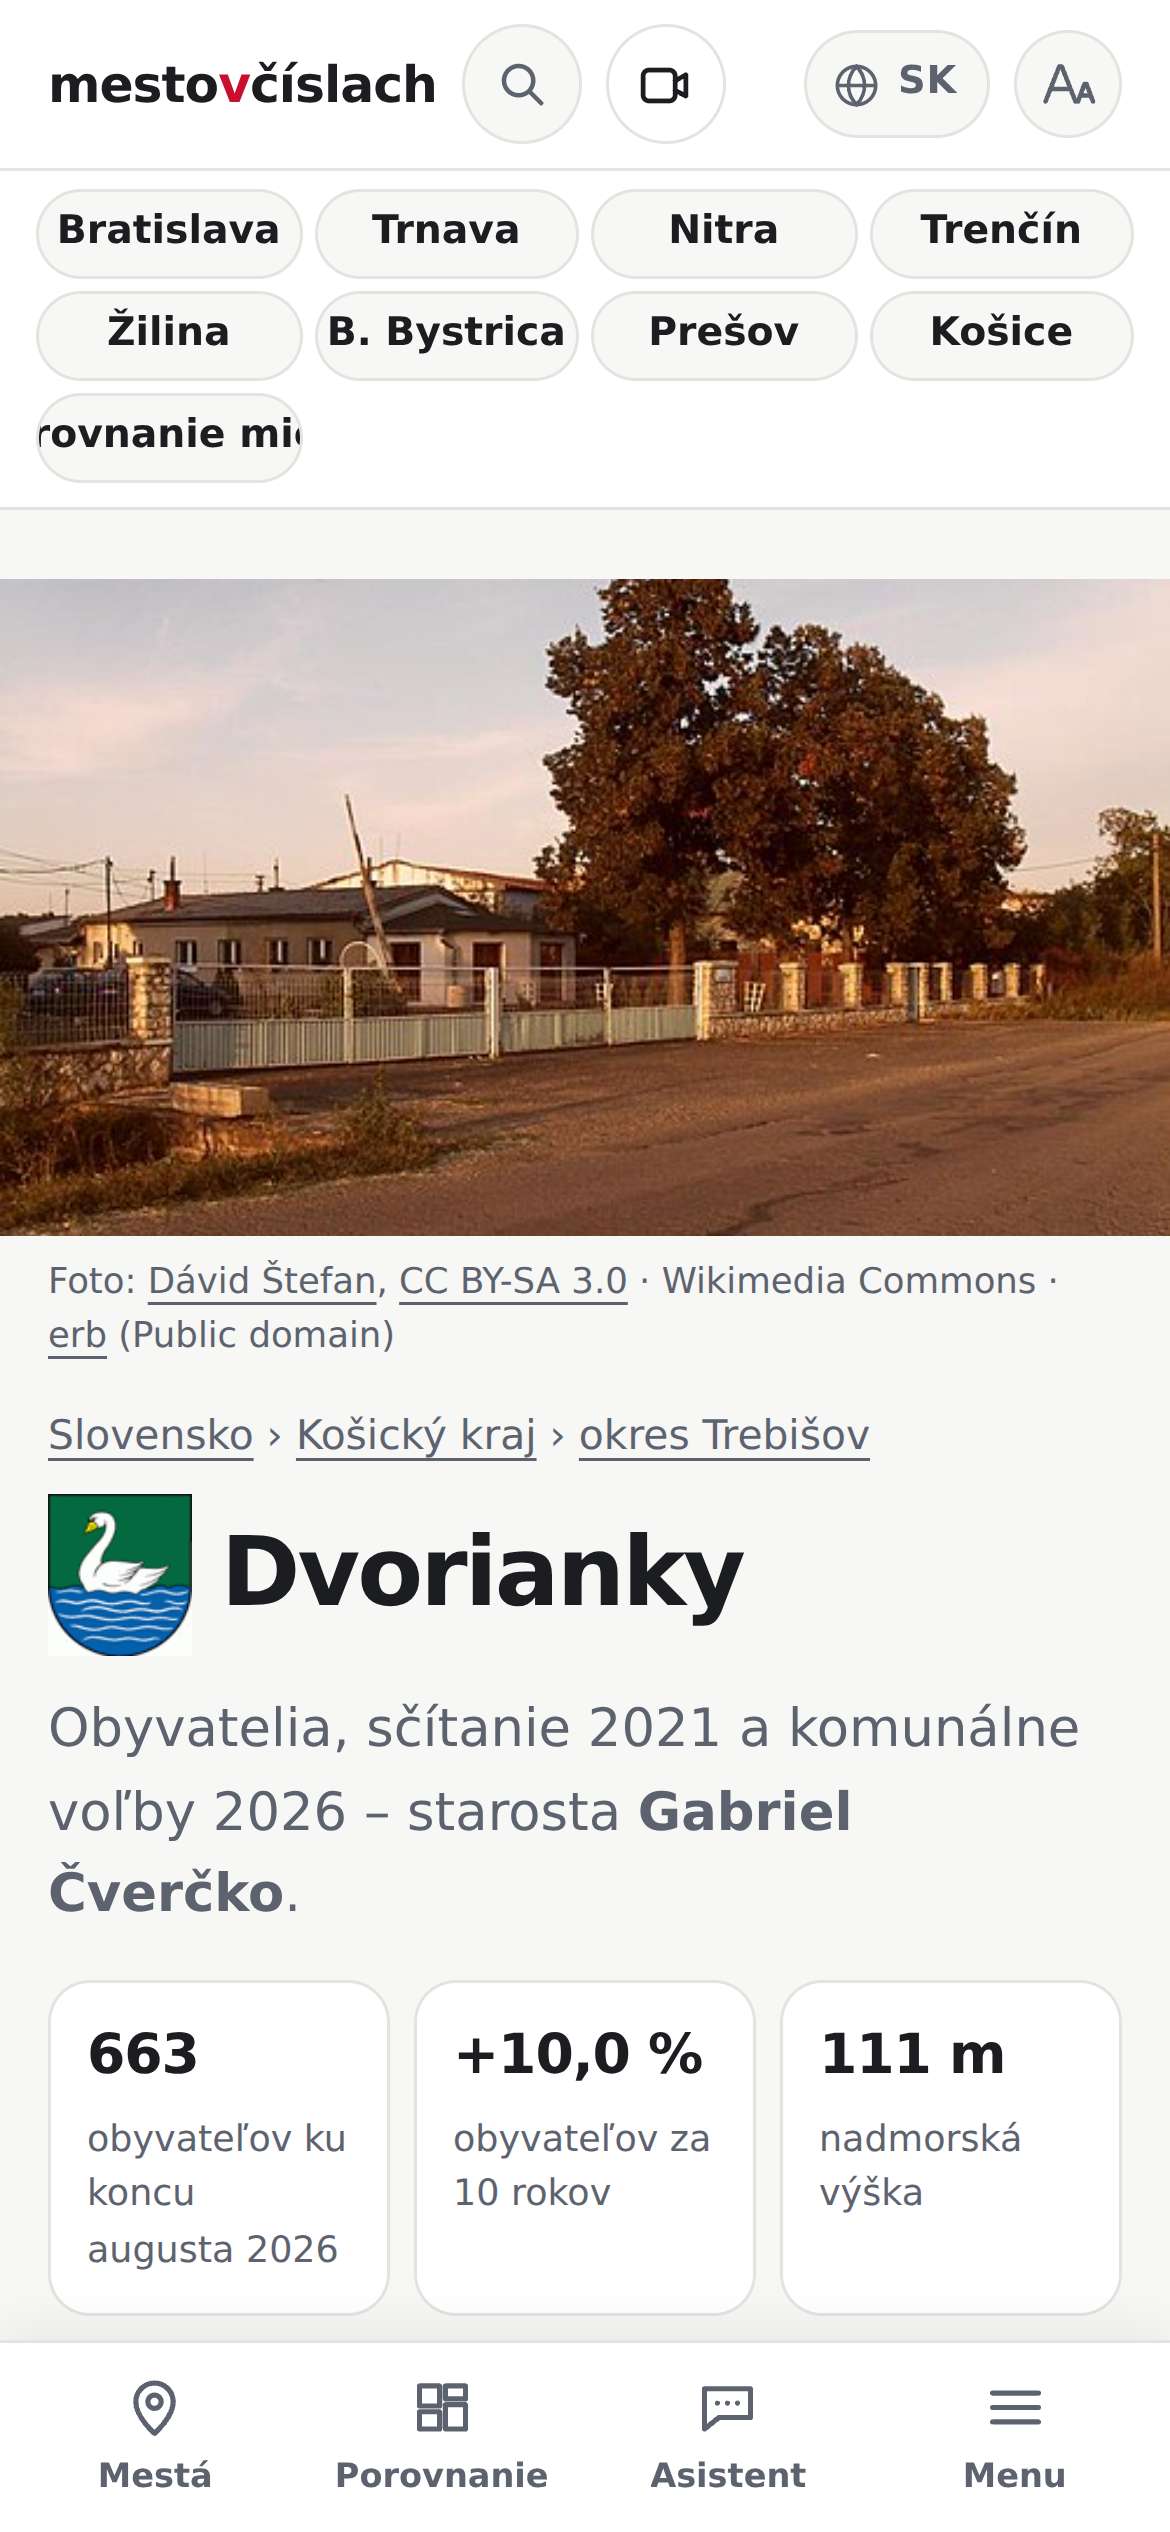 mestovčíslach
SK
Bratislava
Trnava
Nitra
Trenčín
Žilina
B. Bystrica
Prešov
Košice
rovnanie
Foto: Dávid Štefan, CC BY-SA 3.0 · Wikimedia Commons ·
erb (Public domain)
Slovensko › Košický kraj › okres Trebišov
Dvorianky
Obyvatelia, sčítanie 2021 a komunálne
voľby 2026 – starosta Gabriel
Čverčko.
663
obyvateľov ku
koncu
augusta 2026
+10,0 %
obyvateľov za
10 rokov
111 m
nadmorská
výška
Mestá
Porovnanie
Asistent
Menu